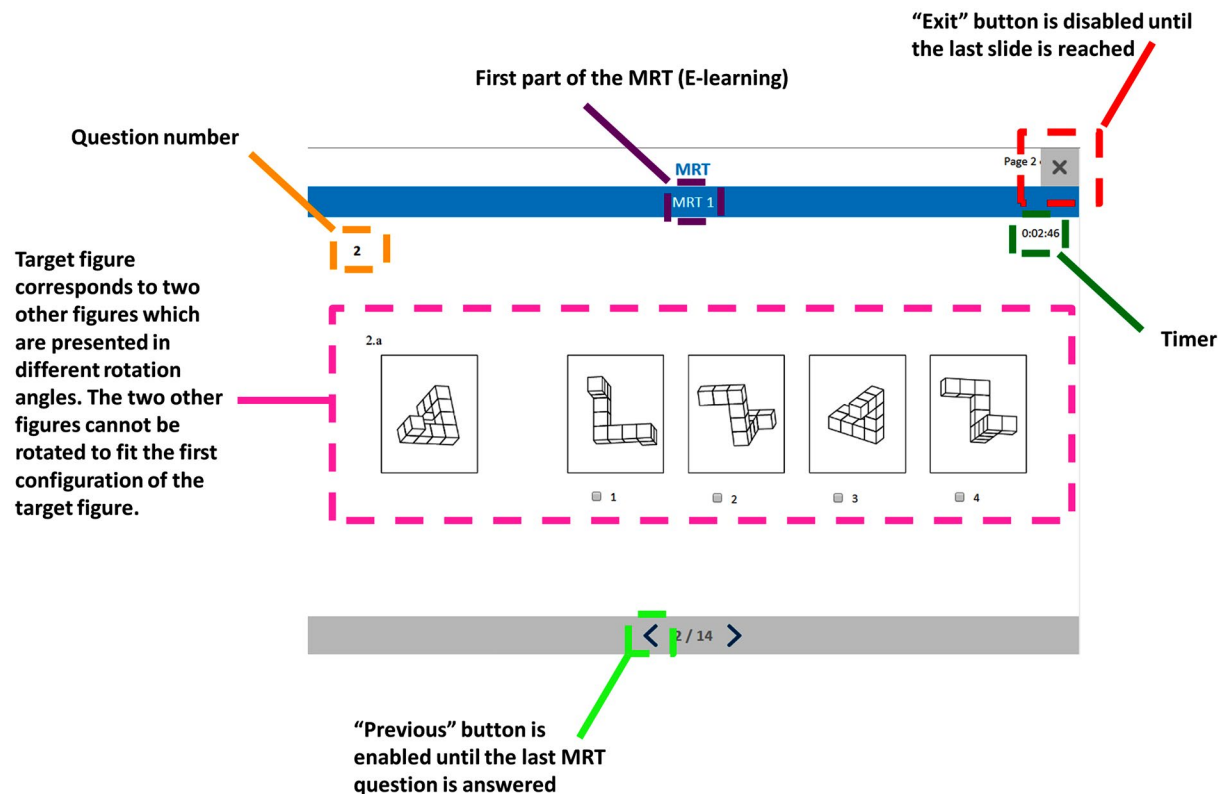 “Exit” button is disabled until
the last slide is reached
First part of the MRT (E-learning)
Question number
Page 2
MRT
MRT 1
0:02:46
2
Target figure
corresponds to two
other figures which
are presented in
different rotation
angles. The two other
figures cannot be
rotated to fit the first
configuration of the
target figure.
Timer
2.a
1
2
3
4
2 / 14
“Previous” button is
enabled until the last MRT
question is answered